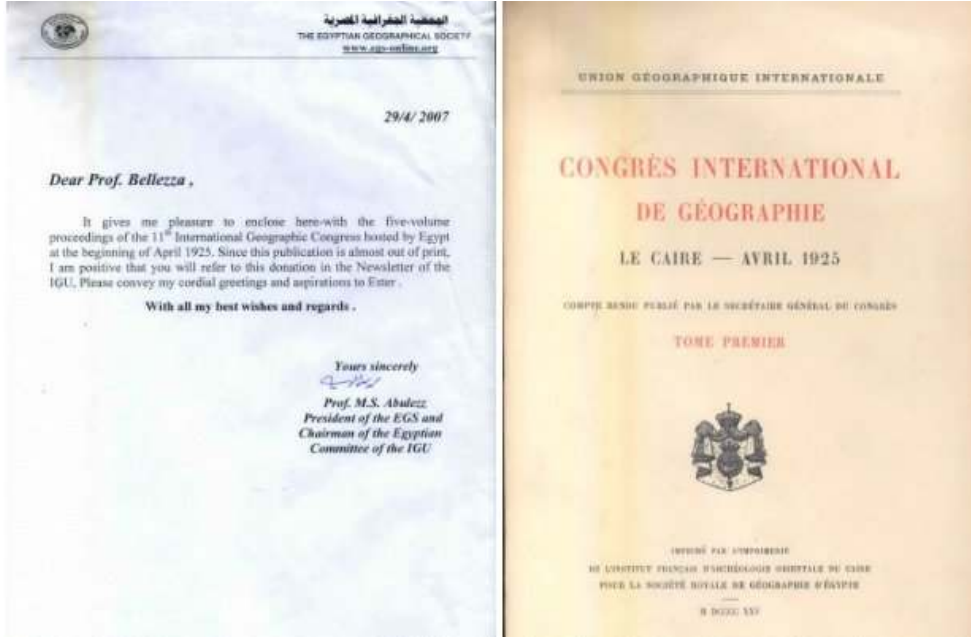 الجمعية الجغرافية المصرية
THE EGYPTIAN GEOGRAPHICAL SOCIETY
www.egs-online.org
29/4/ 2007
Dear Prof. Bellezza ,
It gives me pleasure to enclose here-with the five-volume
proceedings of the 11th International Geographic Congress hosted by Egypt
at the beginning of April 1925. Since this publication is almost out of print,
I am positive that you will refer to this donation in the Newsletter of the
IGU. Please convey my cordial greetings and aspirations to Ester .
With all my best wishes and regards .
Yours sincerely
Prof. M.S. Abulezz
President of the EGS and
Chairman of the Egyptian
Committee of the IGU
UNION GÉOGRAPHIQUE INTERNATIONALE
CONGRÈS INTERNATIONAL
DE GÉOGRAPHIE
LE CAIRE — AVRIL 1925
COMPTE RENDU PUBLIÉ PAR LE SECRÉTAIRE GÉNÉRAL DU CONGRÈS
TOME PREMIER
IMPRIMÉ PAR L'IMPRIMERIE
DE L'INSTITUT FRANÇAIS D'ARCHÉOLOGIE ORIENTALE DU CAIRE
POUR LA SOCIÉTÉ ROYALE DE GÉOGRAPHIE D'ÉGYPTE
M DCCCC XXV